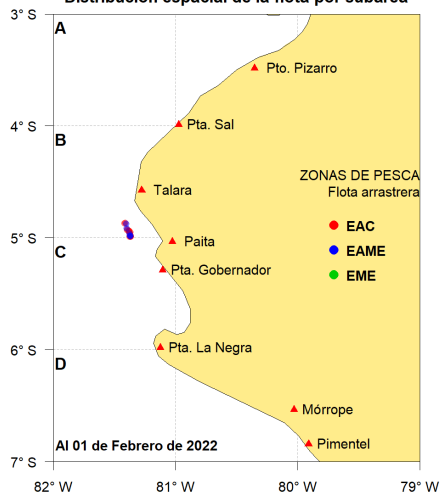 Distribución espacial de la flota por subárea
3° S
A
Pto. Pizarro
4° S
Pta. Sal
B
ZONAS DE PESCA
Flota arrastrera
Talara
EAC
5° S
Paita
C
EAME
Pta. Gobernador
EME
6° S
Pta. La Negra
D
Mórrope
Al 01 de Febrero de 2022
Pimentel
7° S
82° W
81° W
80° W
79° W